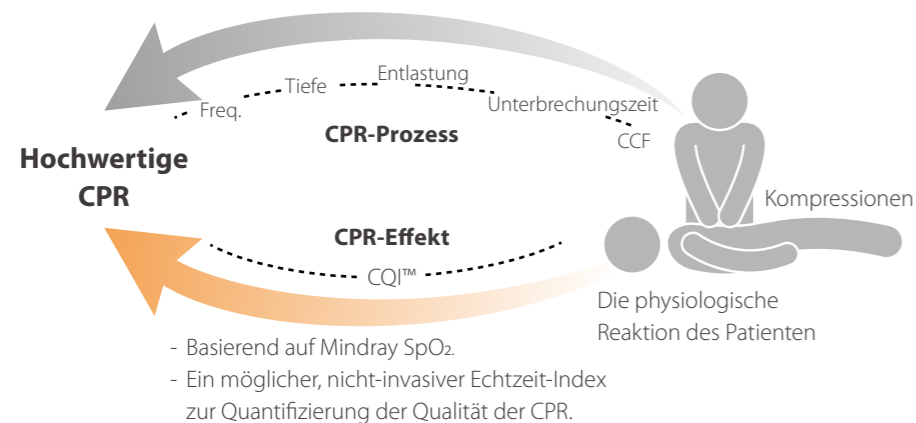 Entlastung
Tiefe
Freq.
Unterbrechungszeit
CCF
CPR-Prozess
Hochwertige
CPR
Kompressionen
CPR-Effekt
CQI™
Die physiologische
Reaktion des Patienten
- Basierend auf Mindray SpO₂.
- Ein möglicher, nicht-invasiver Echtzeit-Index
zur Quantifizierung der Qualität der CPR.